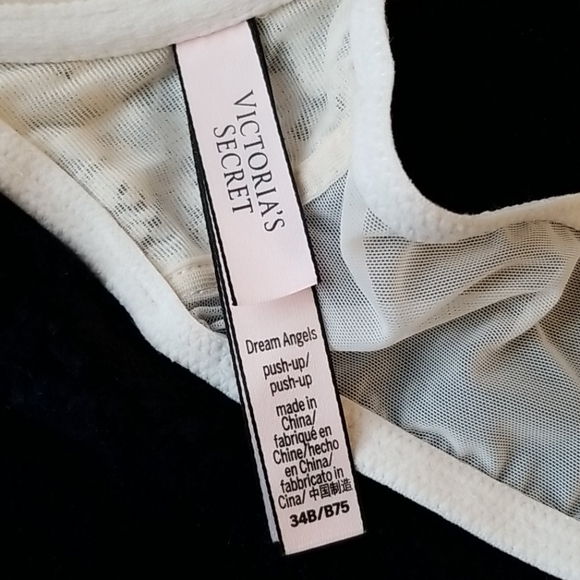 VICTORIA'S
SECRET
Dream Angels
push-up/
push-up
made in
China/
fabriqué en
Chine/hecho
en China/
fabbricato in
Cina/ 中国制造
34B/B75